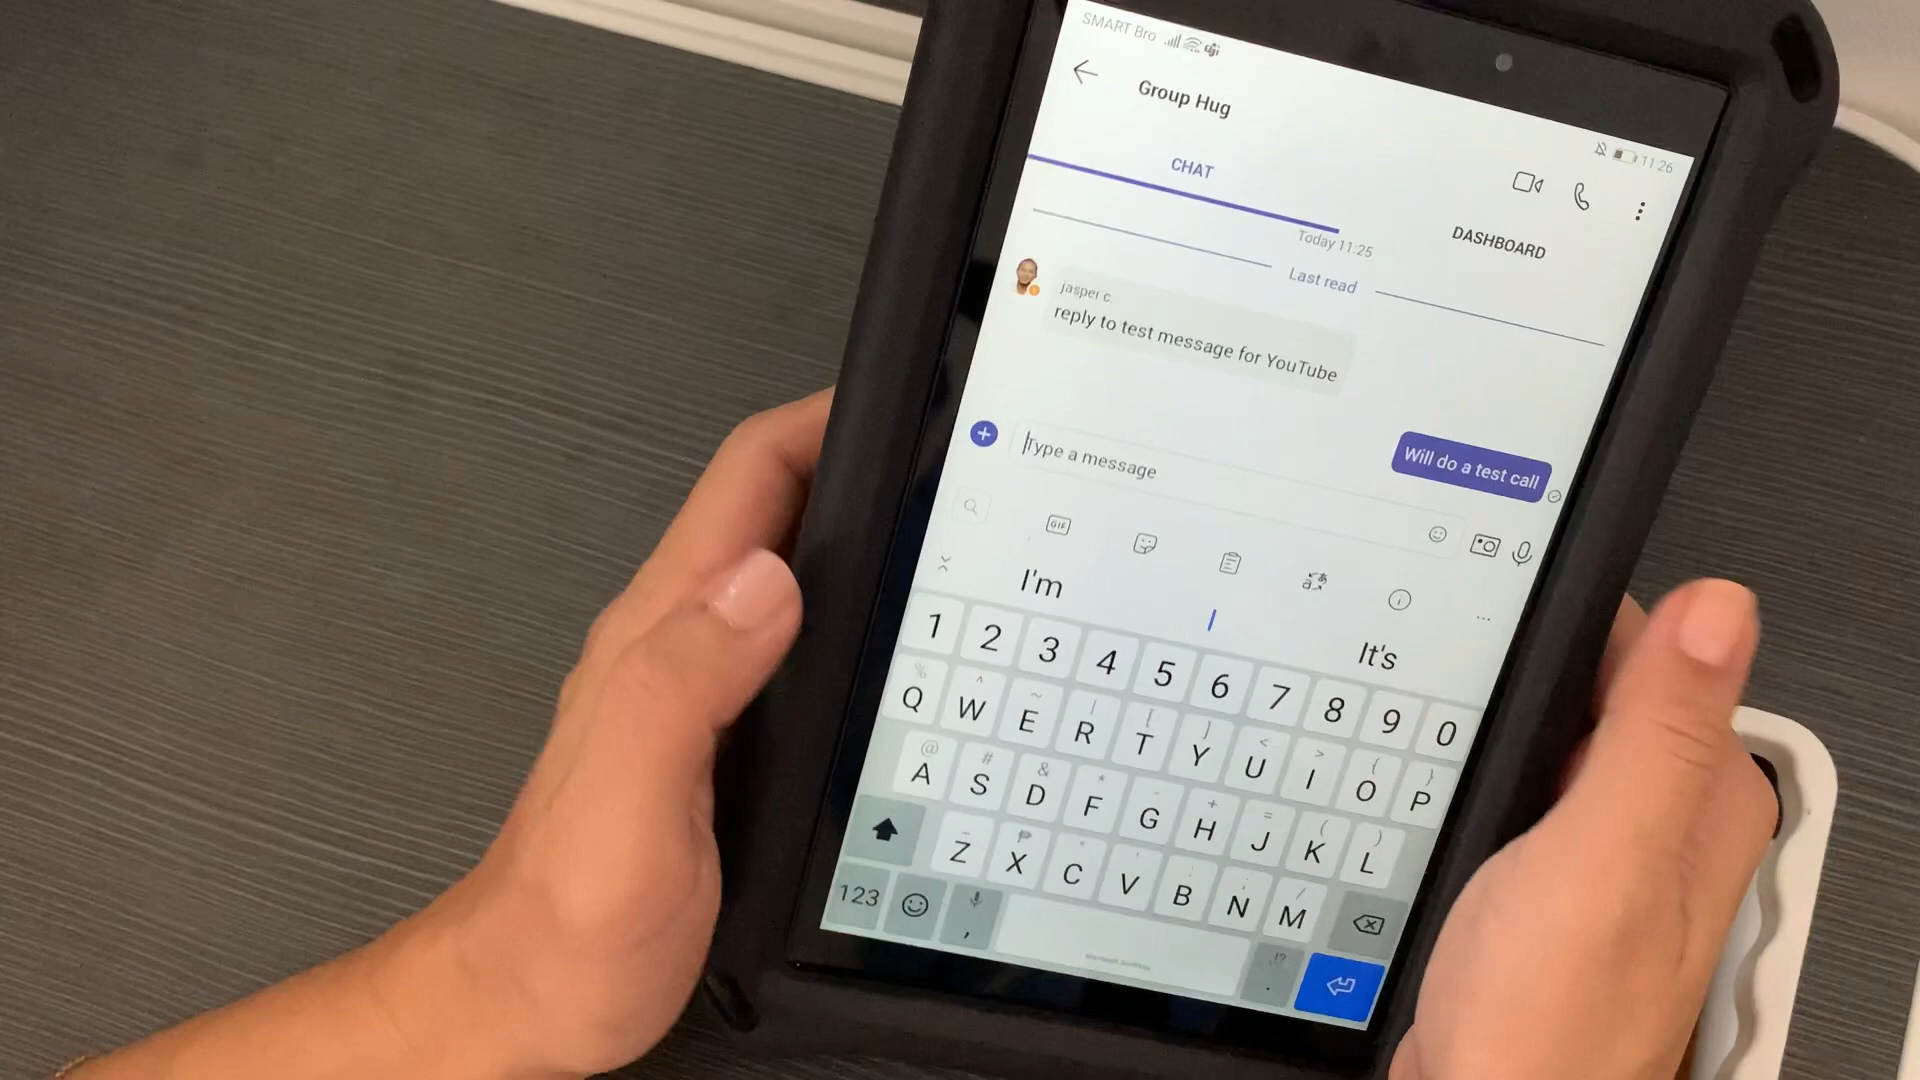 SMART Bro
11:26
Group Hug
CHAT
DASHBOARD
Today 11:25
Last read
jasper c.
reply to test message for YouTube
Will do a test call
Type a message
GIF
I'm
I
It's
1 2 3 4 5 6 7 8 9 0
% ^ ~ | [ ] < > { }
Q W E R T Y U I O P
@ # & * - + = ( )
A S D F G H J K L
Z X C V B N M
123
, .